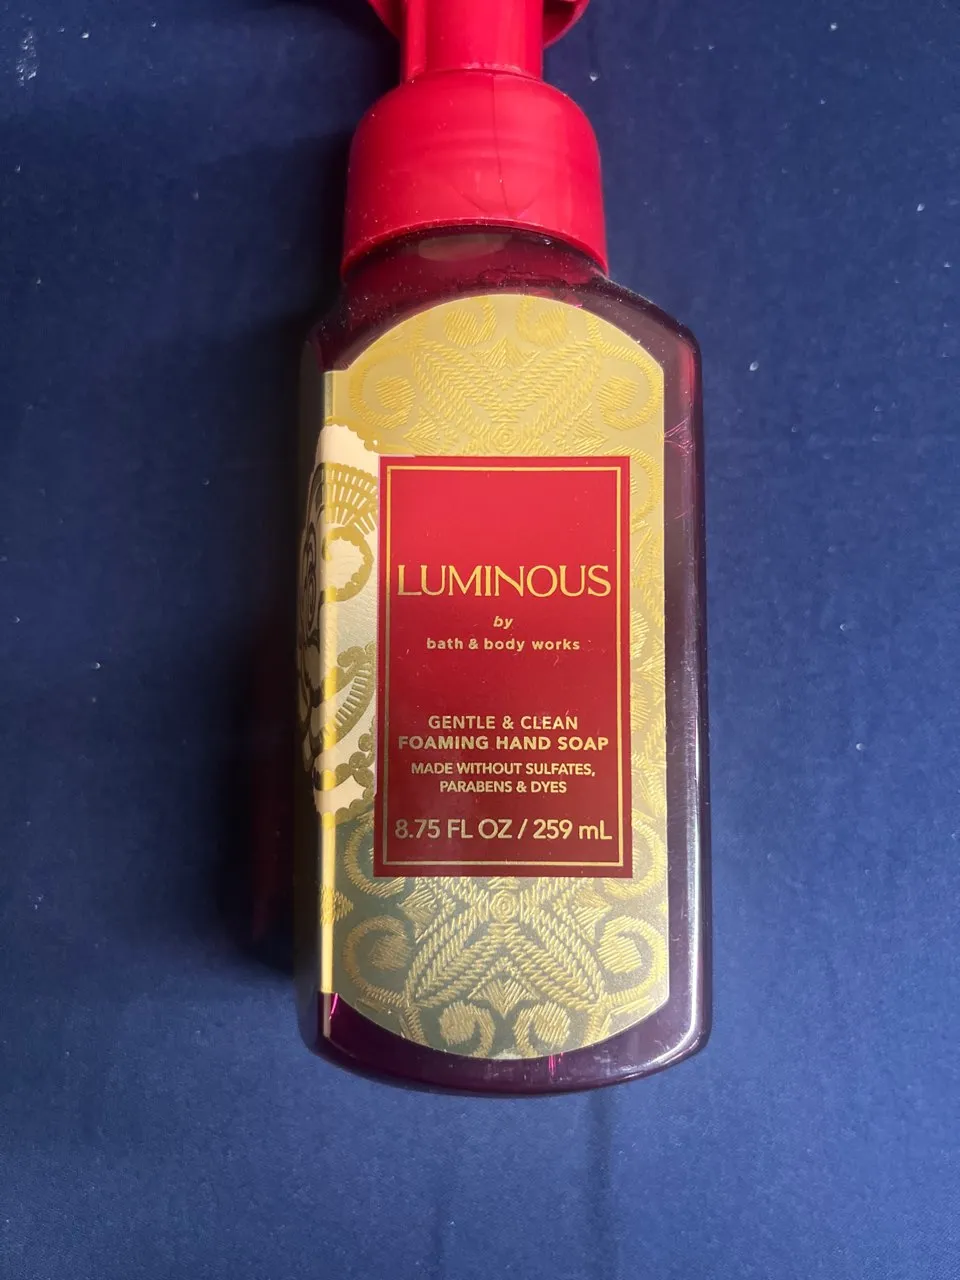 LUMINOUS
by
bath & body works
GENTLE & CLEAN
FOAMING HAND SOAP
MADE WITHOUT SULFATES,
PARABENS & DYES
8.75 FL OZ / 259 mL